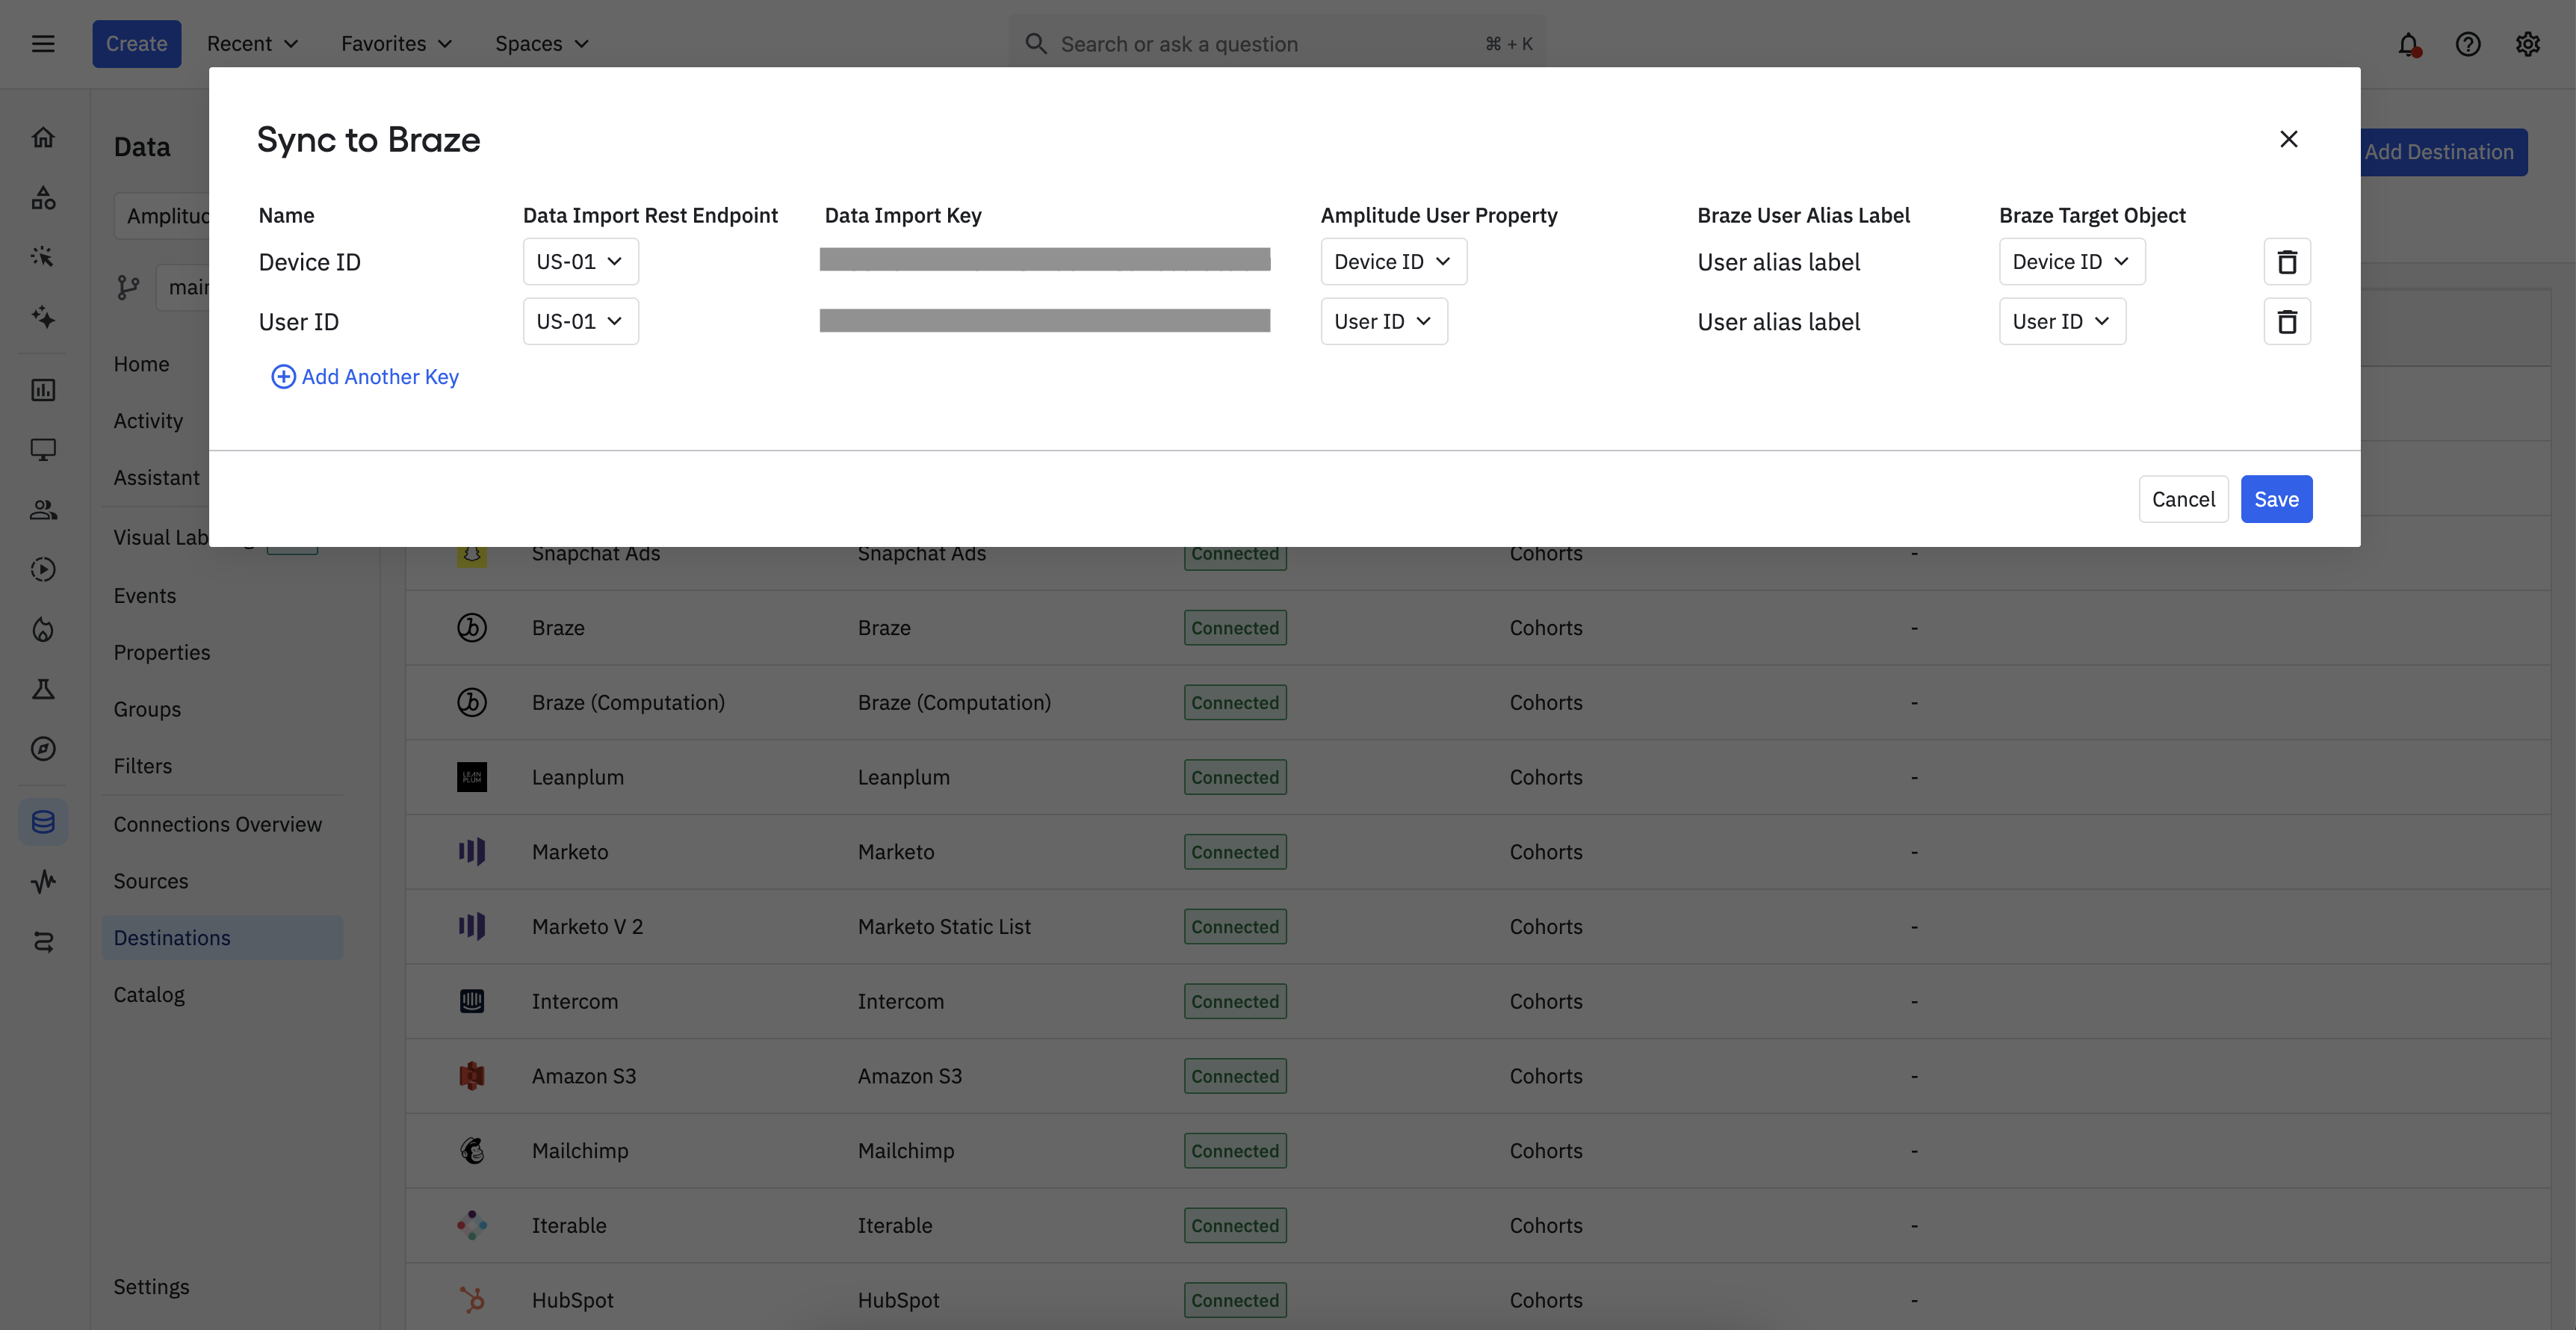 Create Recent Favorites Spaces Search or ask a question ⌘ + K
Sync to Braze
Name Data Import Rest Endpoint Data Import Key Amplitude User Property Braze User Alias Label Braze Target Object
Device ID US-01 Device ID User alias label Device ID
User ID US-01 User ID User alias label User ID
Add Another Key
Cancel Save
Add Destination
Data
Home
Activity
Assistant
Visual
Events
Properties
Groups
Filters
Connections Overview
Sources
Destinations
Catalog
Settings
Snapchat Ads Snapchat Ads Connected Cohorts -
Braze Braze Connected Cohorts -
Braze (Computation) Braze (Computation) Connected Cohorts -
Leanplum Leanplum Connected Cohorts -
LEAN
PLUM
Marketo Marketo Connected Cohorts -
Marketo V 2 Marketo Static List Connected Cohorts -
Intercom Intercom Connected Cohorts -
Amazon S3 Amazon S3 Connected Cohorts -
Mailchimp Mailchimp Connected Cohorts -
Iterable Iterable Connected Cohorts -
HubSpot HubSpot Connected Cohorts -